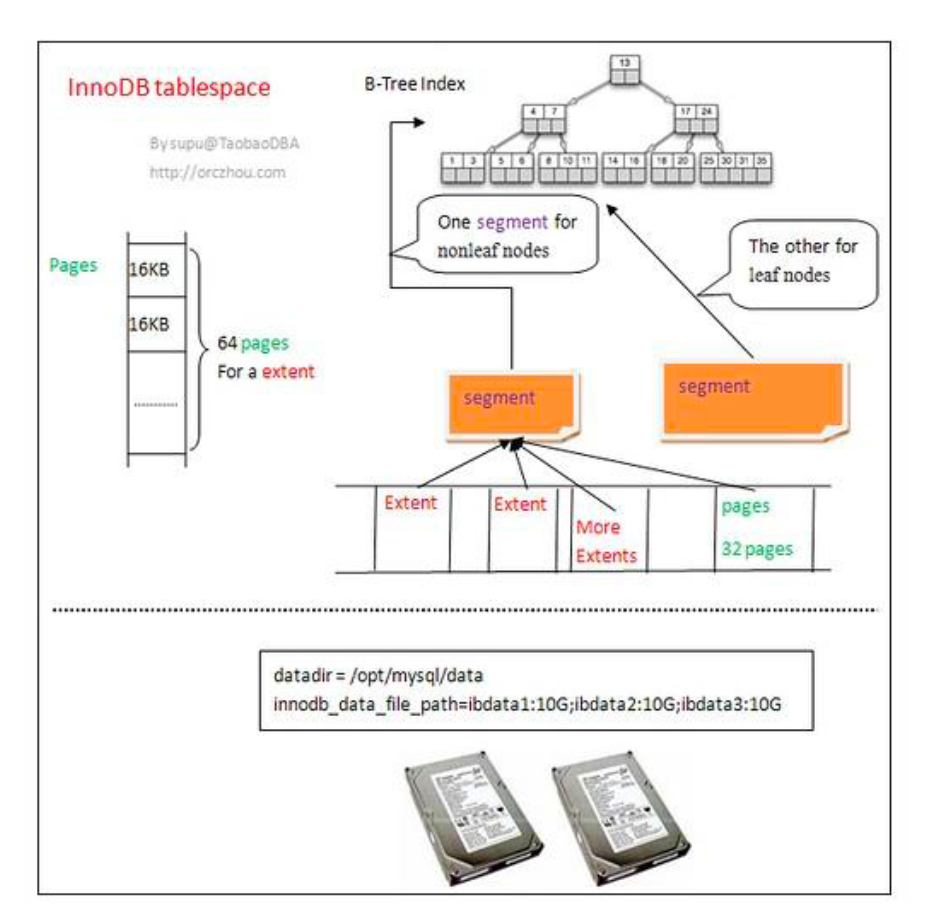 InnoDB tablespace
By supu@TaobaoDBA
http://orczhou.com
B-Tree Index
13
4 7
17 24
1 3 5 6 8 10 11 14 16 18 20 25 30 31 35
One segment for
nonleaf nodes
The other for
leaf nodes
Pages
16KB
16KB
............
64 pages
For a extent
segment
segment
Extent
Extent
More
Extents
pages
32 pages
datadir = /opt/mysql/data
innodb_data_file_path=ibdata1:10G;ibdata2:10G;ibdata3:10G